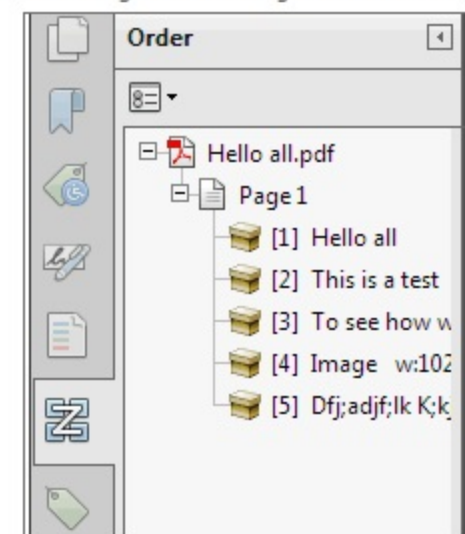 Order
Hello all.pdf
Page 1
[1] Hello all
[2] This is a test
[3] To see how w
[4] Image w:102
[5] Dfj;adjf;lk K;k